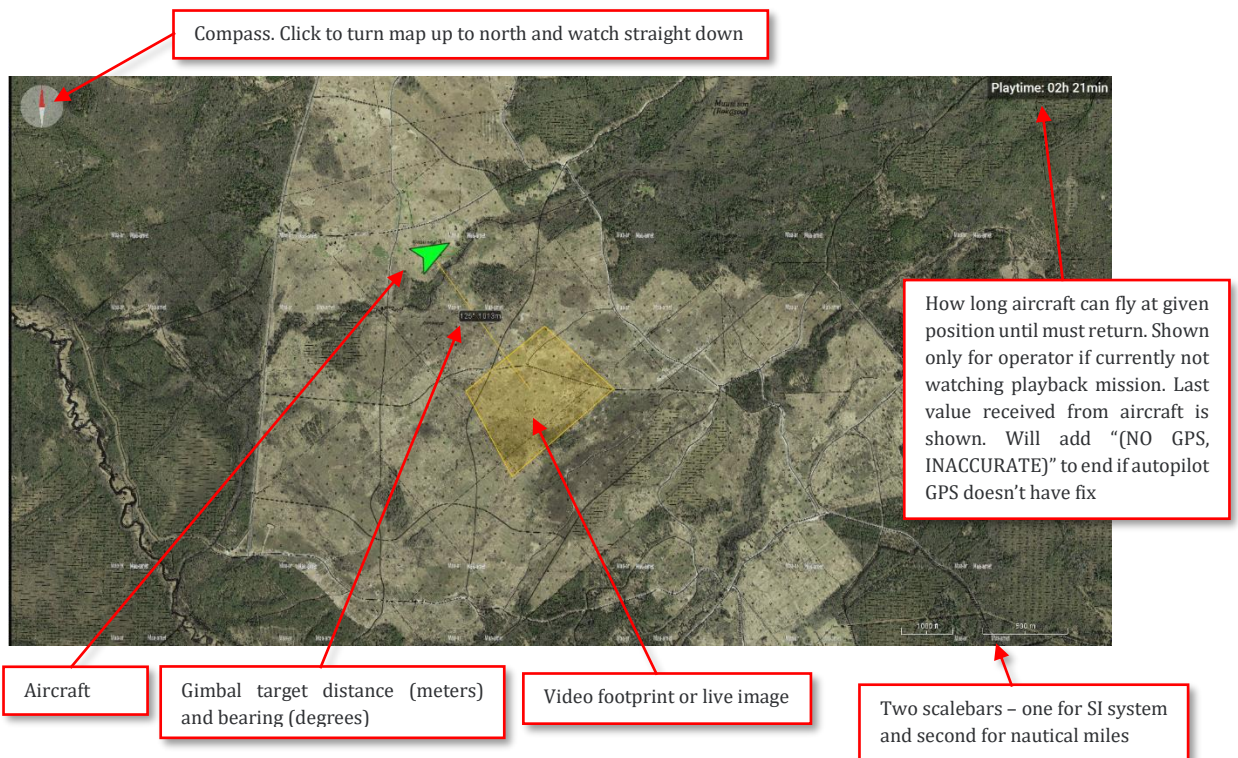 Compass. Click to turn map up to north and watch straight down
Playtime: 02h 21min
125° 1013m
How long aircraft can fly at given
position until must return. Shown
only for operator if currently not
watching playback mission. Last
value received from aircraft is
shown. Will add “(NO GPS,
INACCURATE)” to end if autopilot
GPS doesn’t have fix
1000 ft
500 m
Aircraft
Gimbal target distance (meters)
and bearing (degrees)
Video footprint or live image
Two scalebars – one for SI system
and second for nautical miles